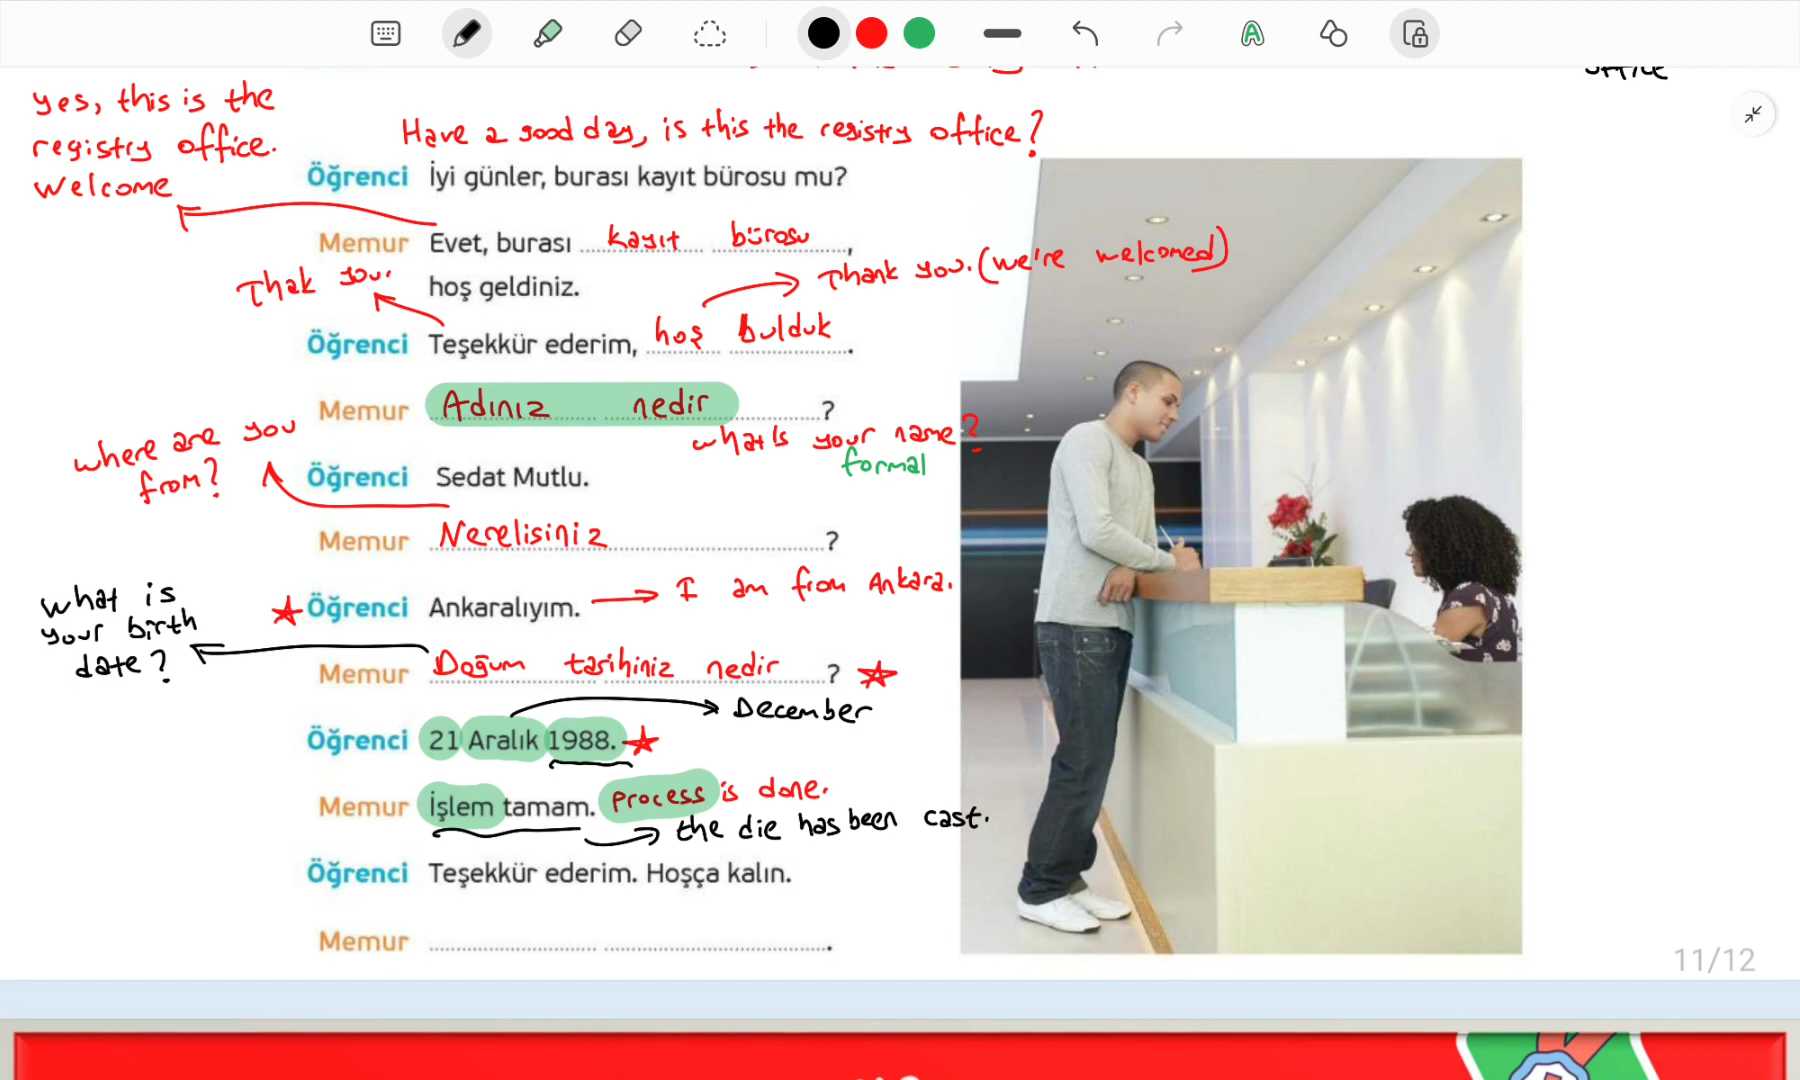 office
yes, this is the
registry office.
welcome
Have a good day, is this the registry office?
Öğrenci İyi günler, burası kayıt bürosu mu?
Memur Evet, burası kayıt bürosu,
hoş geldiniz.
Thak you.
Thank you. (we're welcomed)
Öğrenci Teşekkür ederim, hoş bulduk.
Memur Adınız nedir ?
what's your name?
formal
where are you
from?
Öğrenci Sedat Mutlu.
Memur Nerelisiniz ?
Öğrenci Ankaralıyım. I am from Ankara.
what is
your birth
date?
Memur Doğum tarihiniz nedir ?
December
Öğrenci 21 Aralık 1988.
Memur İşlem tamam. process is done.
the die has been cast.
Öğrenci Teşekkür ederim. Hoşça kalın.
Memur .
11/12